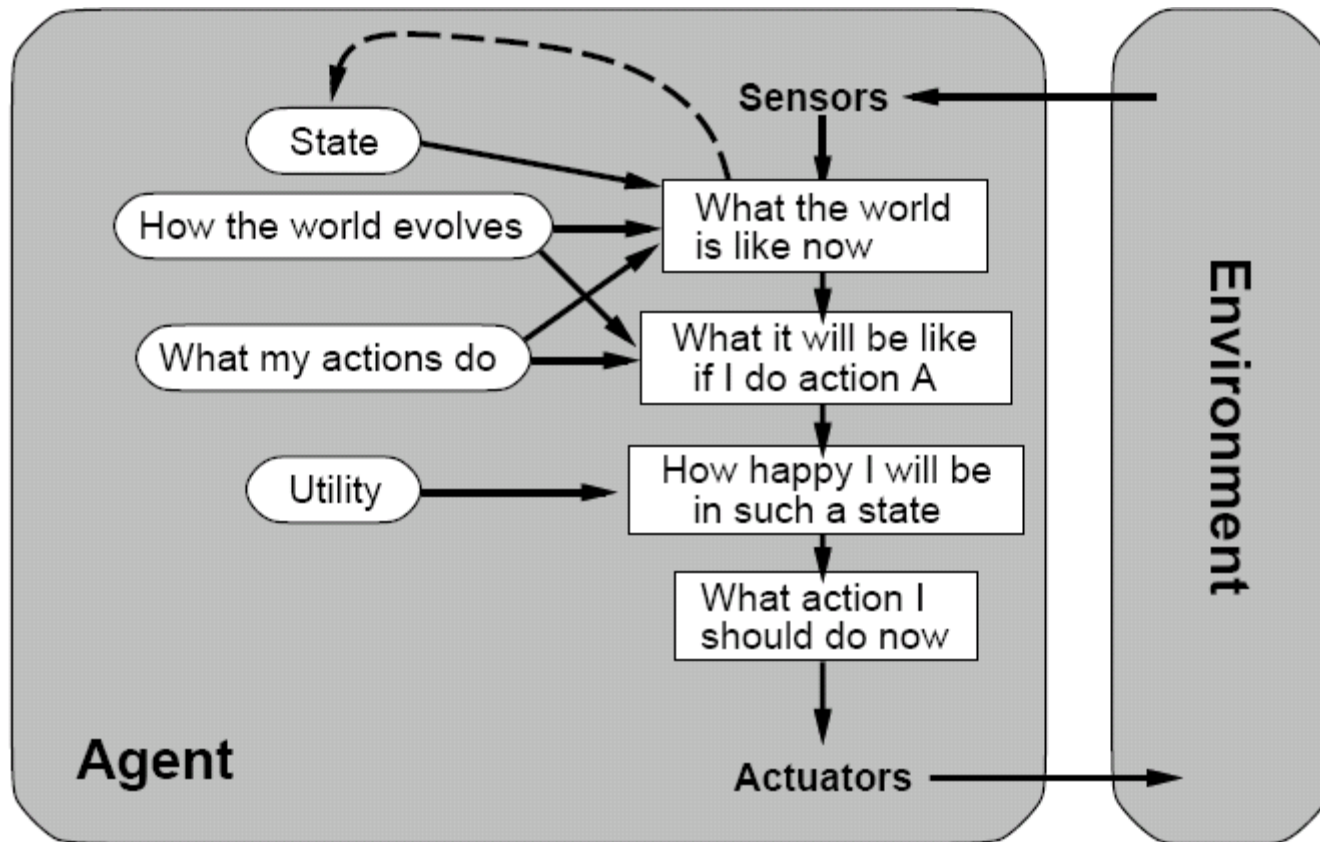 Sensors
State
What the world
is like now
How the world evolves
What my actions do
What it will be like
if I do action A
Utility
How happy I will be
in such a state
What action I
should do now
Agent
Actuators
Environment